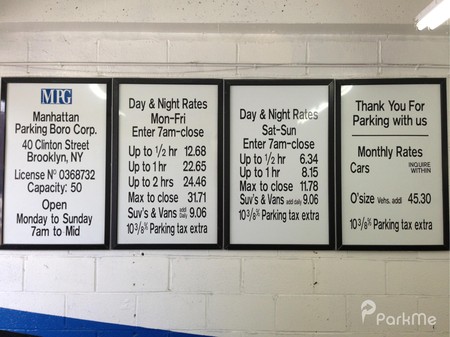 MPG
Manhattan
Parking Boro Corp.
40 Clinton Street
Brooklyn, NY
License Nº 0368732
Capacity: 50
Open
Monday to Sunday
7am to Mid
Day & Night Rates
Mon-Fri
Enter 7am-close
Up to 1/2 hr 12.68
Up to 1 hr 22.65
Up to 2 hrs 24.46
Max to close 31.71
Suv's & Vans add daily 9.06
10 3/8% Parking tax extra
Day & Night Rates
Sat-Sun
Enter 7am-close
Up to 1/2 hr 6.34
Up to 1 hr 8.15
Max to close 11.78
Suv's & Vans add daily 9.06
10 3/8% Parking tax extra
Thank You For
Parking with us
Monthly Rates
Cars INQUIRE WITHIN
O'size Vehs. addl 45.30
10 3/8% Parking tax extra
ParkMe